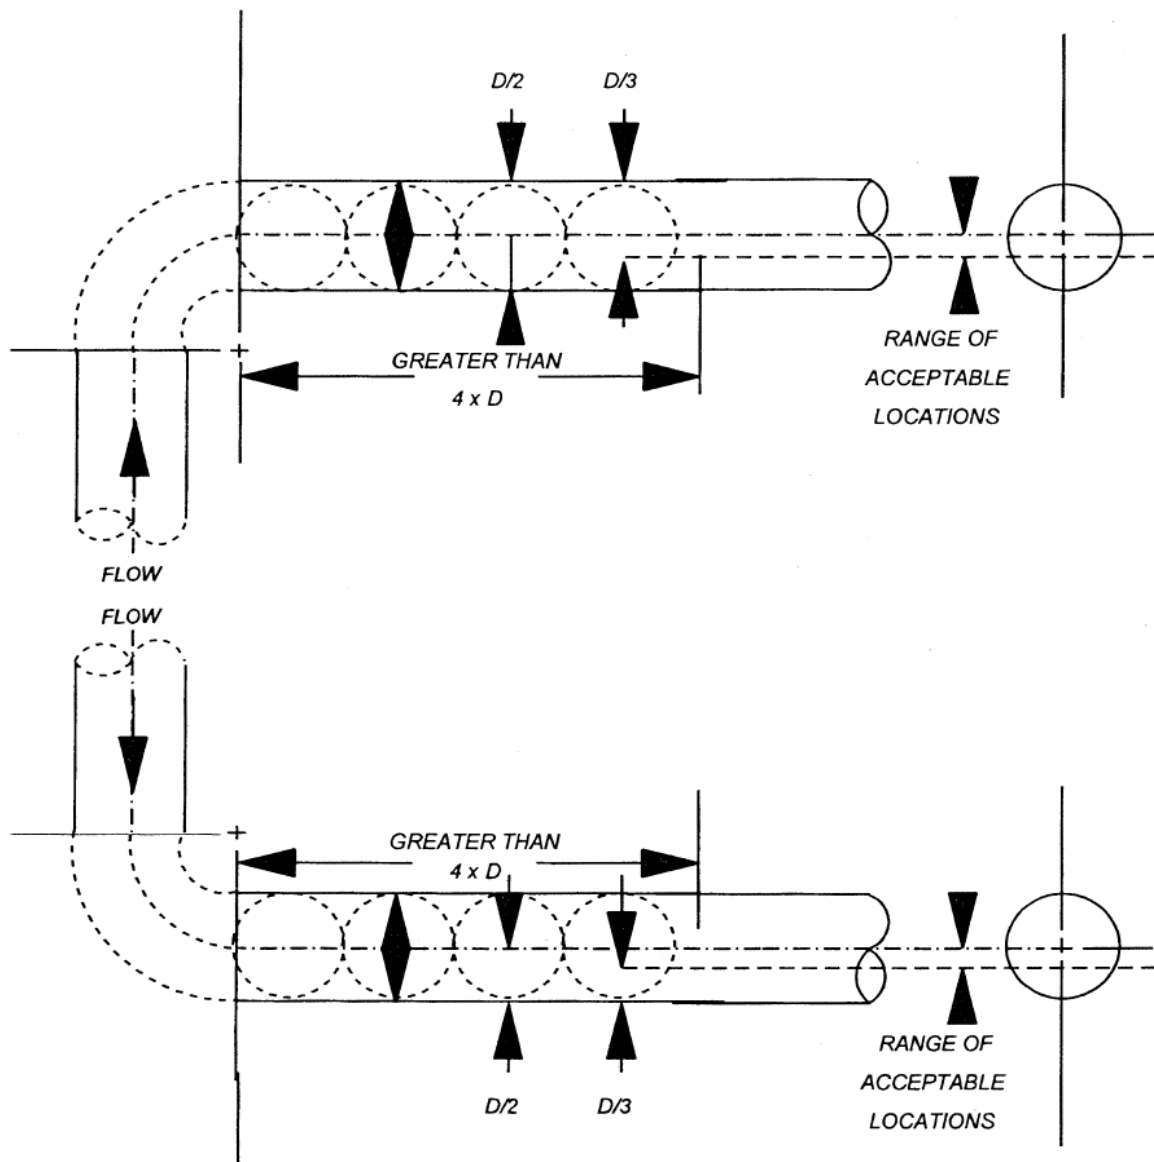 D/2
D/3
GREATER THAN
4 x D
RANGE OF
ACCEPTABLE
LOCATIONS
FLOW
FLOW
GREATER THAN
4 x D
RANGE OF
ACCEPTABLE
LOCATIONS
D/2
D/3